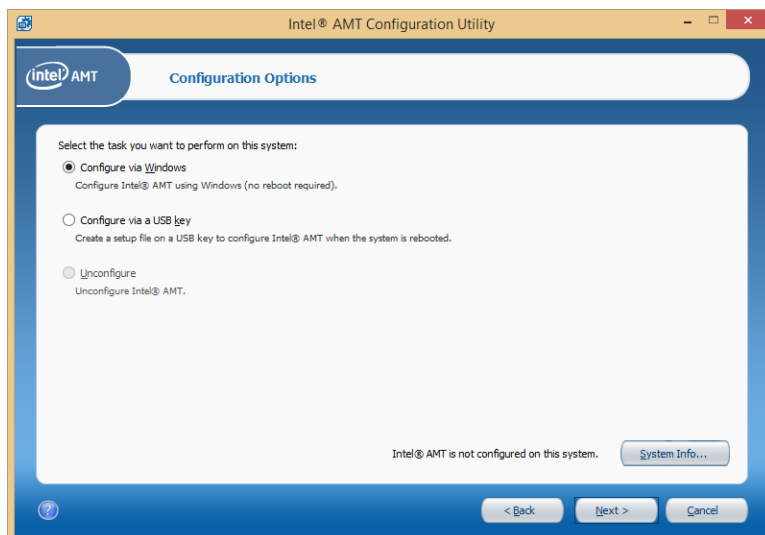 Intel® AMT Configuration Utility
intel AMT
Configuration Options
Select the task you want to perform on this system:
Configure via Windows
Configure Intel® AMT using Windows (no reboot required).
Configure via a USB key
Create a setup file on a USB key to configure Intel® AMT when the system is rebooted.
Unconfigure
Unconfigure Intel® AMT.
Intel® AMT is not configured on this system.
System Info...
?
< Back
Next >
Cancel